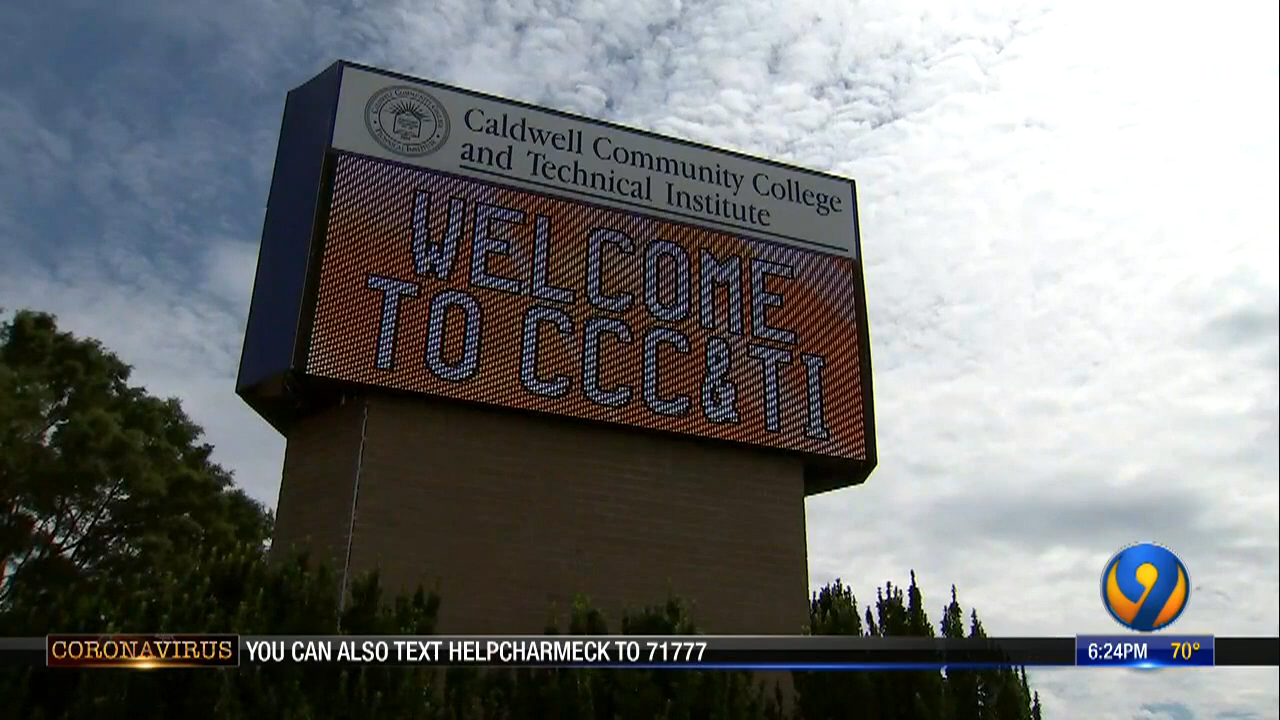 Caldwell Community College
and Technical Institute
WELCOME
TO CCC&TI
9
CORONAVIRUS YOU CAN ALSO TEXT HELPCHARMECK TO 71777
6:24PM 70°